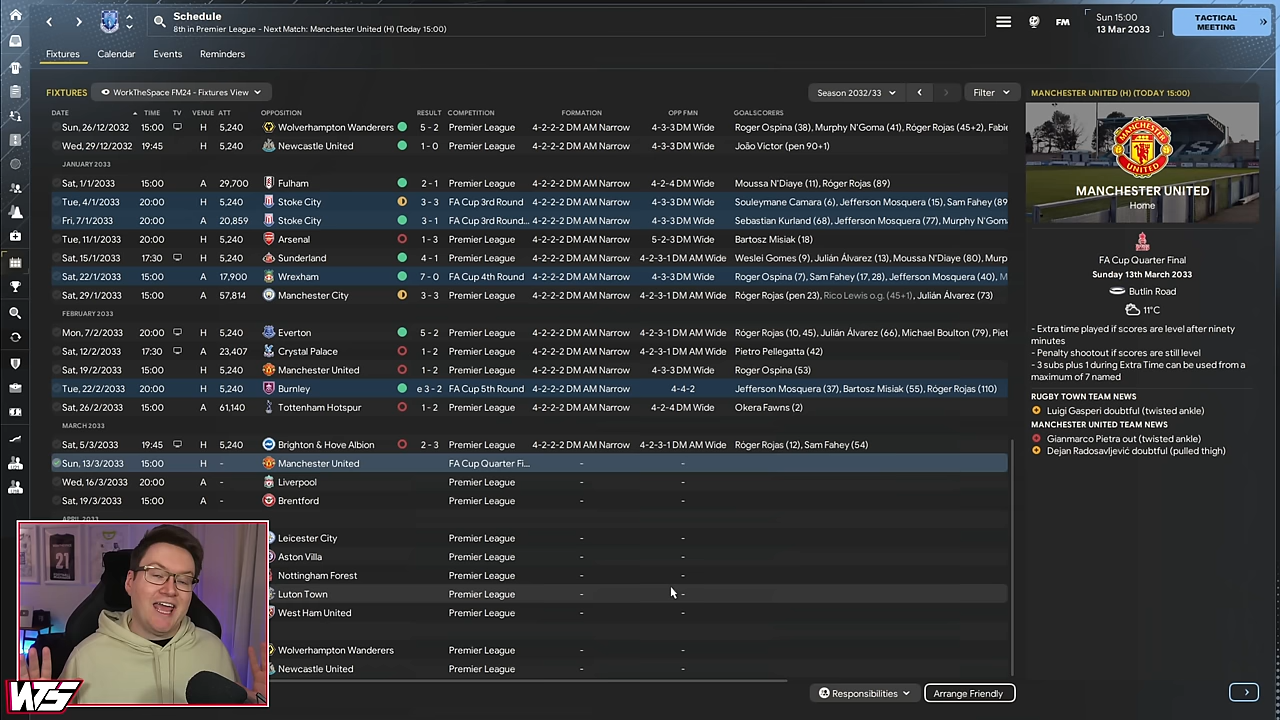 Schedule
8th in Premier League - Next Match: Manchester United (H) (Today 15:00)
FM
Sun 15:00
13 Mar 2033
TACTICAL
MEETING
Fixtures Calendar Events Reminders
FIXTURES WorkTheSpace FM24 - Fixtures View Season 2032/33 Filter
DATE TIME TV VENUE ATT OPPOSITION RESULT COMPETITION FORMATION OPP FMN GOALSCORERS
Sun, 26/12/2032 15:00 H 5,240 Wolverhampton Wanderers 5 - 2 Premier League 4-2-2-2 DM AM Narrow 4-3-3 DM Wide Roger Ospina (38), Murphy N'Goma (41), Róger Rojas (45+2), Fabi
Wed, 29/12/2032 19:45 H 5,240 Newcastle United Premier League 4-2-2-2 DM AM Narrow 4-3-3 DM Wide João Victor (pen 90+1)
JANUARY 2033
Sat, 1/1/2033 15:00 A 29,700 Fulham 2 - 1 Premier League 4-2-2-2 DM AM Narrow 4-2-4 DM Wide Moussa N'Diaye (11), Róger Rojas (89)
Tue, 4/1/2033 20:00 H 5,240 Stoke City 3 - 3 FA Cup 3rd Round 4-2-2-2 DM AM Narrow 4-3-3 DM Wide Souleymane Camara (6), Jefferson Mosquera (15), Sam Fahey (89
Fri, 7/1/2033 20:00 A 20,859 Stoke City 3 - 1 FA Cup 3rd Round... 4-2-2-2 DM AM Narrow 4-3-3 DM Wide Sebastian Kurland (68), Jefferson Mosquera (77), Murphy N'Gom
Tue, 11/1/2033 20:00 H 5,240 Arsenal 1 - 3 Premier League 4-2-2-2 DM AM Narrow 5-2-3 DM Wide Bartosz Misiak (18)
Sat, 15/1/2033 17:30 H 5,240 Sunderland 4 - 1 Premier League 4-2-2-2 DM AM Narrow 4-2-3-1 DM AM Wide Weslei Gomes (9), Julián Álvarez (13), Moussa N'Diaye (80), Murp
Sat, 22/1/2033 15:00 A 17,900 Wrexham 7 - 0 FA Cup 4th Round 4-2-2-2 DM AM Narrow 4-3-3 DM Wide Roger Ospina (7), Sam Fahey (17, 28), Jefferson Mosquera (40), M
Sat, 29/1/2033 15:00 A 57,814 Manchester City 3 - 3 Premier League 4-2-2-2 DM AM Narrow 4-2-3-1 DM AM Wide Róger Rojas (pen 23), Rico Lewis o.g. (45+1), Julián Álvarez (73)
FEBRUARY 2033
Mon, 7/2/2033 20:00 H 5,240 Everton 5 - 2 Premier League 4-2-2-2 DM AM Narrow 4-2-3-1 DM AM Wide Róger Rojas (10, 45), Julián Álvarez (66), Michael Boulton (79), Piet
Sat, 12/2/2033 17:30 A 23,407 Crystal Palace 1 - 2 Premier League 4-2-2-2 DM AM Narrow 4-2-3-1 DM AM Wide Pietro Pellegatta (42)
Sat, 19/2/2033 15:00 H 5,240 Manchester United 1 - 2 Premier League 4-2-2-2 DM AM Narrow 4-3-3 DM Wide Roger Ospina (53)
Tue, 22/2/2033 20:00 H 5,240 Burnley e 3 - 2 FA Cup 5th Round 4-2-2-2 DM AM Narrow 4-4-2 Jefferson Mosquera (37), Bartosz Misiak (55), Róger Rojas (110)
Sat, 26/2/2033 15:00 A 61,140 Tottenham Hotspur 1 - 2 Premier League 4-2-2-2 DM AM Narrow 4-2-4 DM Wide Okera Fawns (2)
MARCH 2033
Sat, 5/3/2033 19:45 H 5,240 Brighton & Hove Albion 2 - 3 Premier League 4-2-2-2 DM AM Narrow 4-2-3-1 DM AM Wide Róger Rojas (12), Sam Fahey (54)
Sun, 13/3/2033 15:00 H - Manchester United FA Cup Quarter Fi... - -
Wed, 16/3/2033 20:00 A - Liverpool Premier League - -
Sat, 19/3/2033 15:00 A - Brentford Premier League - -
Leicester City Premier League - -
Aston Villa Premier League - -
Nottingham Forest Premier League - -
Luton Town Premier League - -
West Ham United Premier League - -
Wolverhampton Wanderers Premier League - -
Newcastle United Premier League - -
Responsibilities Arrange Friendly
MANCHESTER UNITED (H) (TODAY 15:00)
MANCHESTER UNITED
Home
FA Cup Quarter Final
Sunday 13th March 2033
Butlin Road
11°C
- Extra time played if scores are level after ninety
minutes
- Penalty shootout if scores are still level
- 3 subs plus 1 during Extra Time can be used from a
maximum of 7 named
RUGBY TOWN TEAM NEWS
Luigi Gasperi doubtful (twisted ankle)
MANCHESTER UNITED TEAM NEWS
Gianmarco Pietra out (twisted ankle)
Dejan Radosavljević doubtful (pulled thigh)
21
WTS